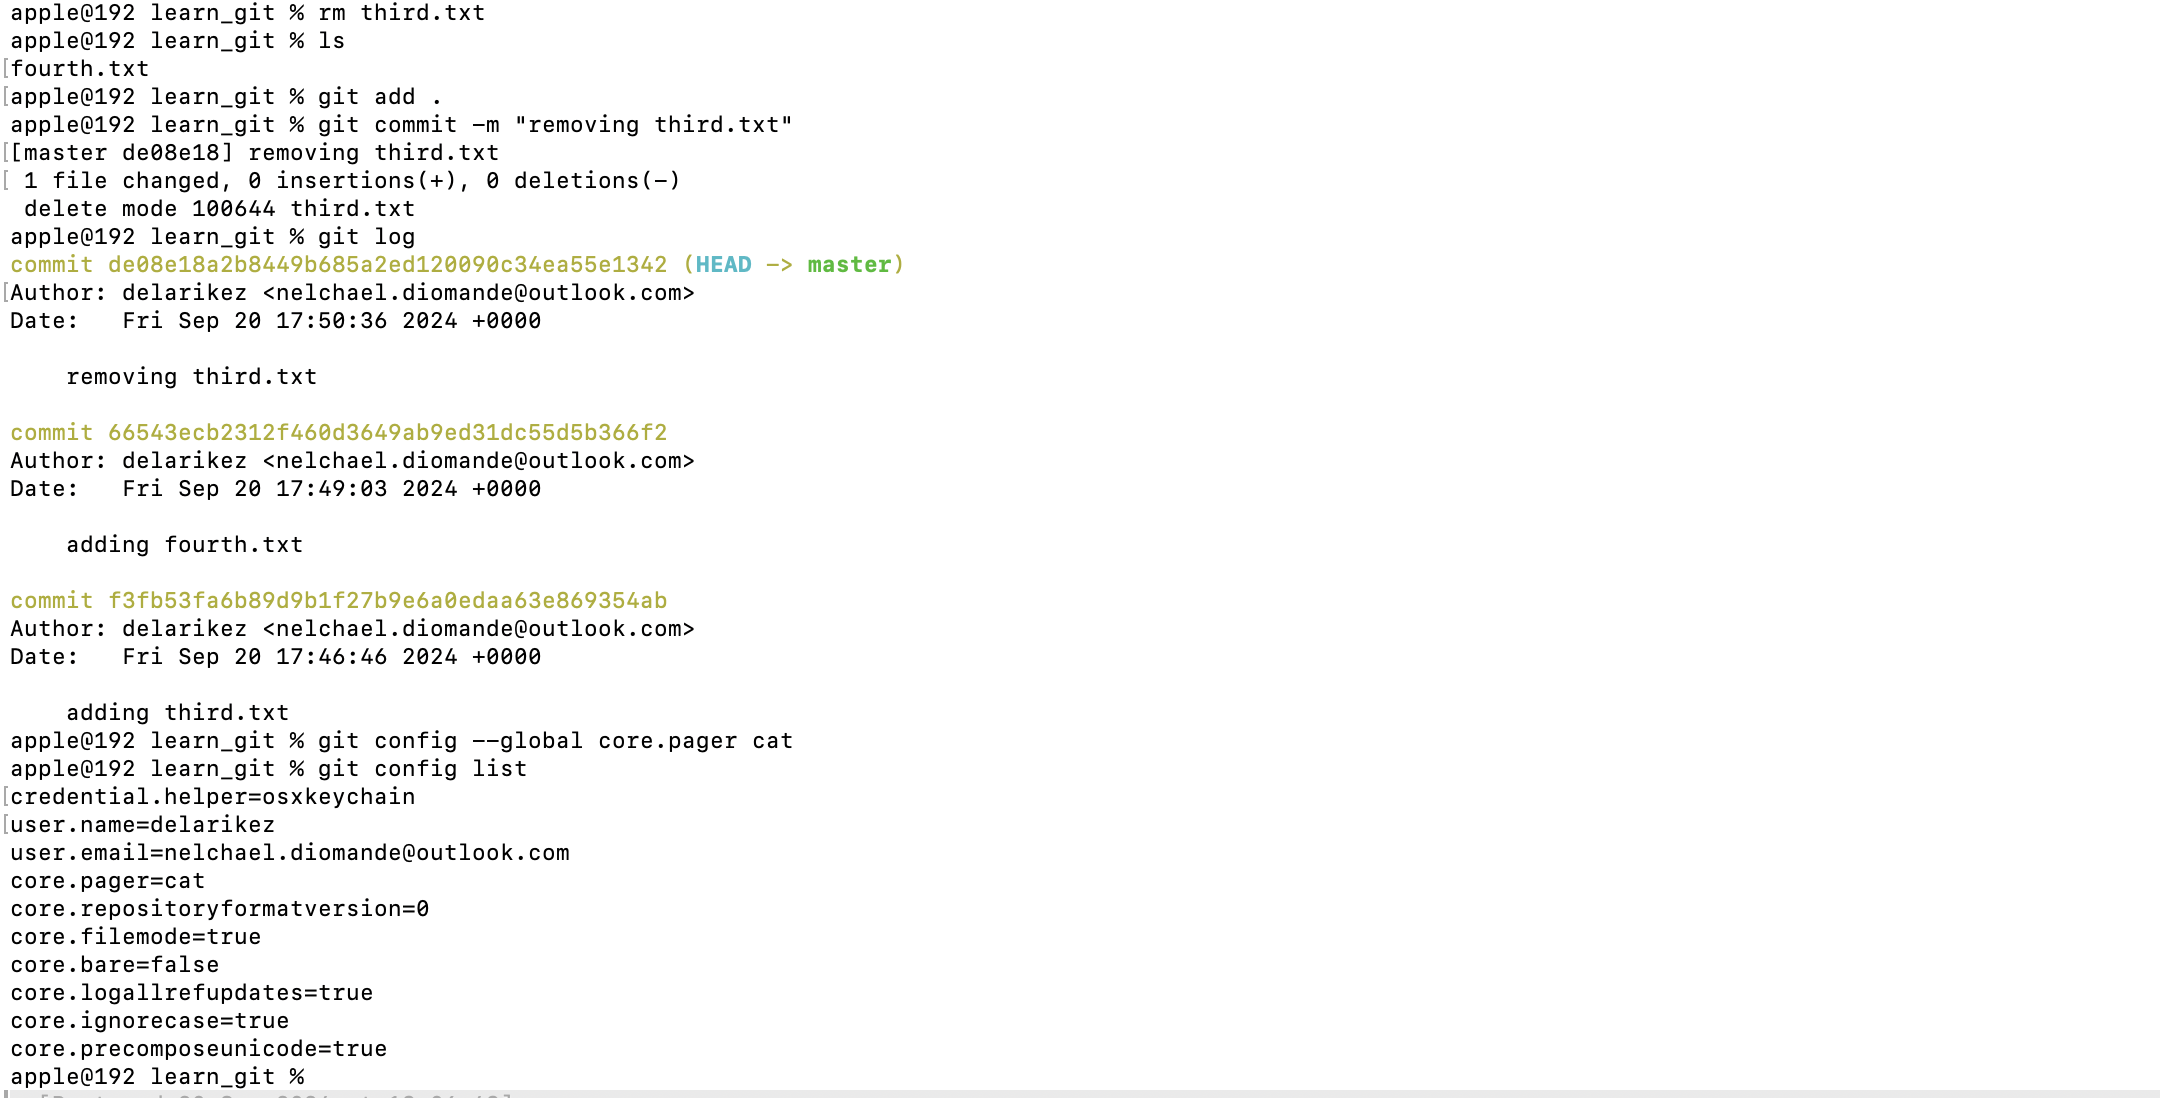 apple@192 learn_git % rm third.txt
apple@192 learn_git % ls
fourth.txt
apple@192 learn_git % git add .
apple@192 learn_git % git commit -m "removing third.txt"
[master de08e18] removing third.txt
 1 file changed, 0 insertions(+), 0 deletions(-)
 delete mode 100644 third.txt
apple@192 learn_git % git log
commit de08e18a2b8449b685a2ed120090c34ea55e1342 (HEAD -> master)
Author: delarikez <nelchael.diomande@outlook.com>
Date:   Fri Sep 20 17:50:36 2024 +0000

    removing third.txt

commit 66543ecb2312f460d3649ab9ed31dc55d5b366f2
Author: delarikez <nelchael.diomande@outlook.com>
Date:   Fri Sep 20 17:49:03 2024 +0000

    adding fourth.txt

commit f3fb53fa6b89d9b1f27b9e6a0edaa63e869354ab
Author: delarikez <nelchael.diomande@outlook.com>
Date:   Fri Sep 20 17:46:46 2024 +0000

    adding third.txt
apple@192 learn_git % git config --global core.pager cat
apple@192 learn_git % git config list
credential.helper=osxkeychain
user.name=delarikez
user.email=nelchael.diomande@outlook.com
core.pager=cat
core.repositoryformatversion=0
core.filemode=true
core.bare=false
core.logallrefupdates=true
core.ignorecase=true
core.precomposeunicode=true
apple@192 learn_git %